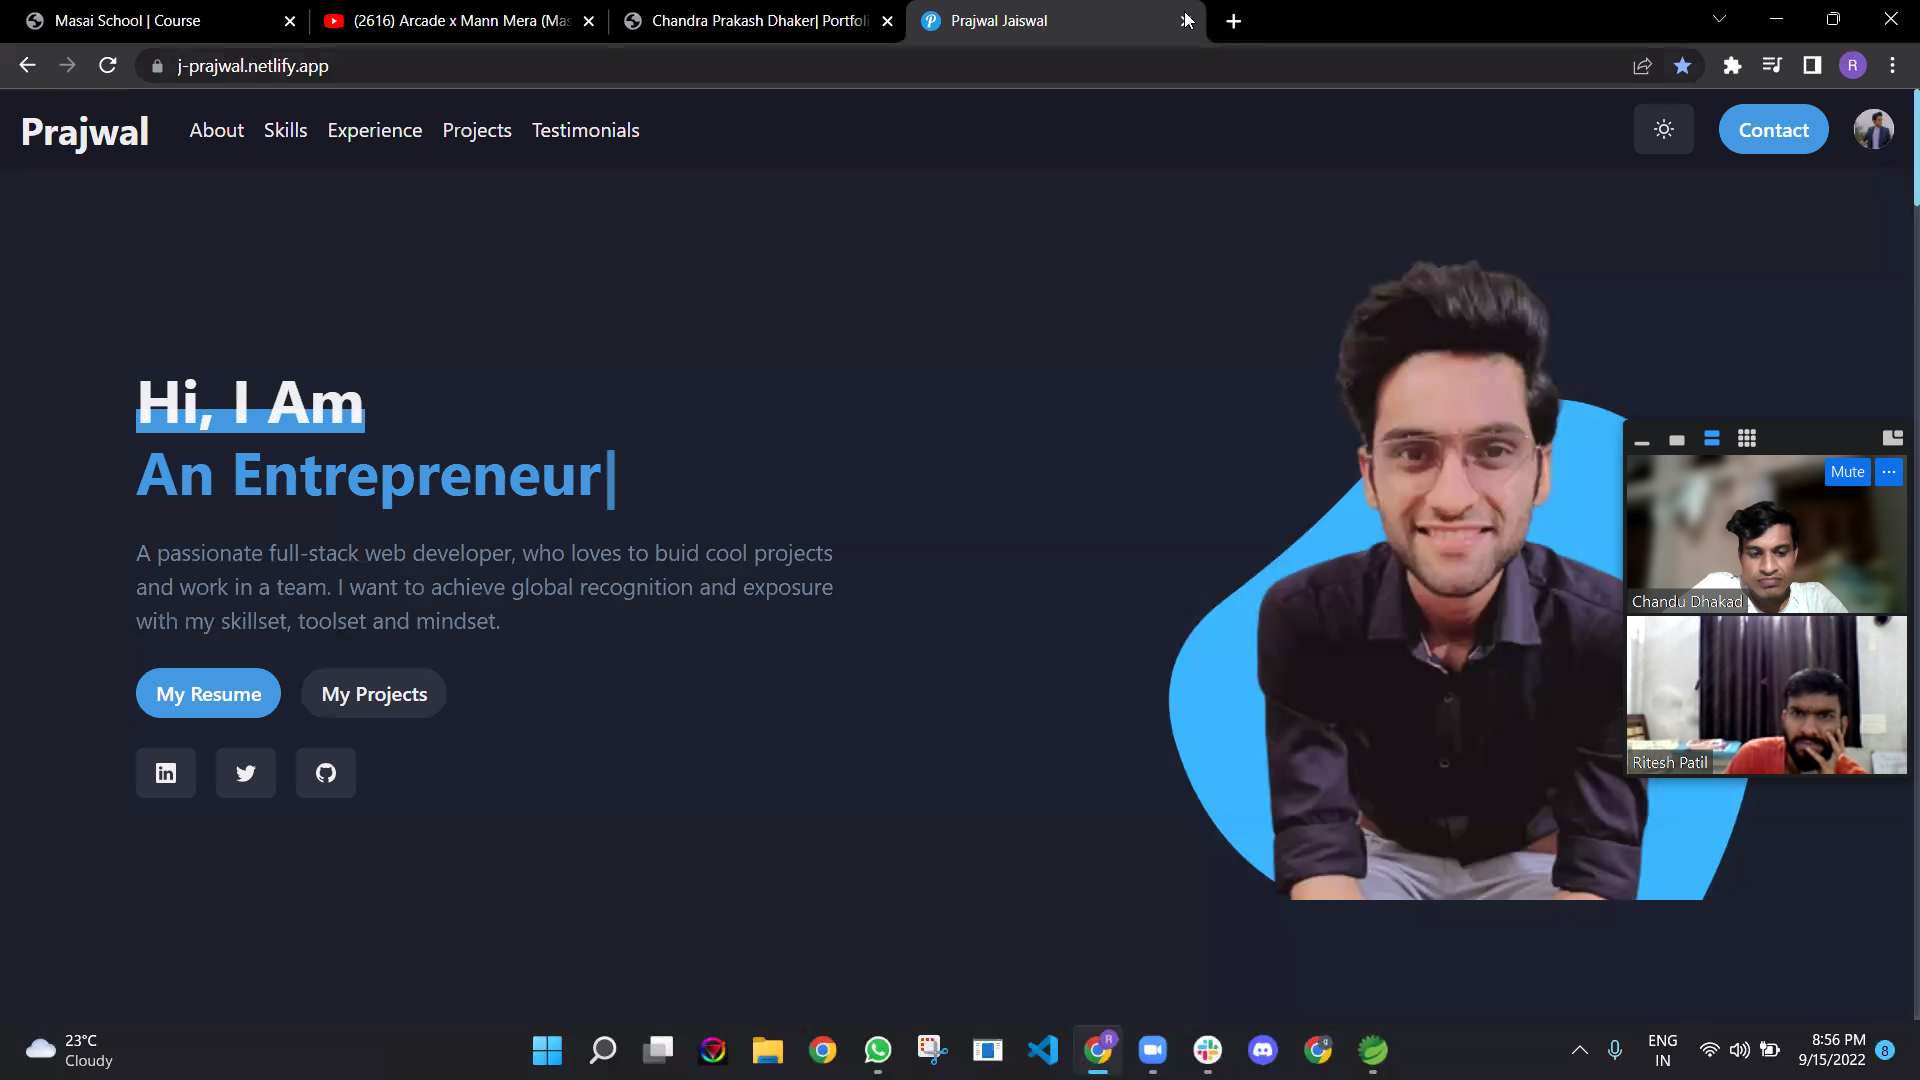 Masai School | Course
(2616) Arcade x Mann Mera (Mas
Chandra Prakash Dhaker| Portfoli
Prajwal Jaiswal
j-prajwal.netlify.app
R
Prajwal
About
Skills
Experience
Projects
Testimonials
Contact
Hi, I Am
An Entrepreneur|
A passionate full-stack web developer, who loves to buid cool projects
and work in a team. I want to achieve global recognition and exposure
with my skillset, toolset and mindset.
My Resume
My Projects
Mute
Chandu Dhakad
Ritesh Patil
23°C
Cloudy
ENG
IN
8:56 PM
9/15/2022
8